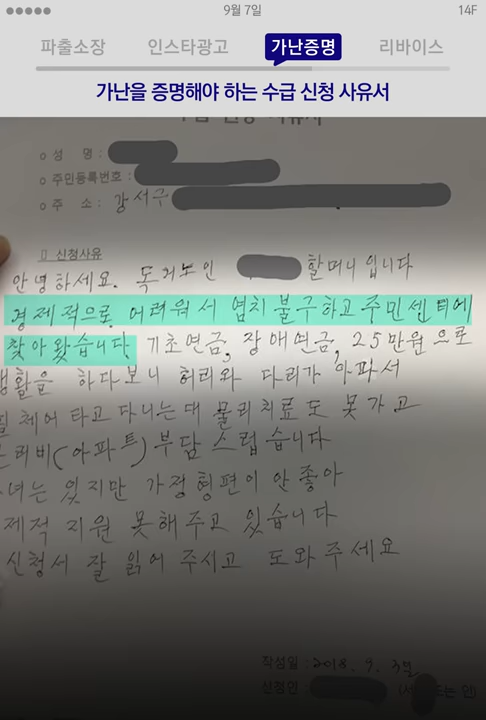 9월 7일
14F
파출소장 인스타광고 가난증명 리바이스
가난을 증명해야 하는 수급 신청 사유서
성 명 :
주민등록번호 :
주 소 : 강서구
신청사유
안녕하세요. 독거노인 할머니입니다
경제적으로 어려워서 염치 불구하고 주민센터에
찾아왔습니다. 기초연금, 장애연금, 25만원으로
생활을 하다보니 허리와 다리가 아파서
휠체어 타고 다니는데 물리치료도 못가고
관리비(아파트) 부담스럽습니다
녀는 있지만 가정형편이 안좋아
제적 지원 못해주고 있습니다
신청서 잘 읽어 주시고 도와주세요
작성일 : 2018. 9. 3일
신청인 :